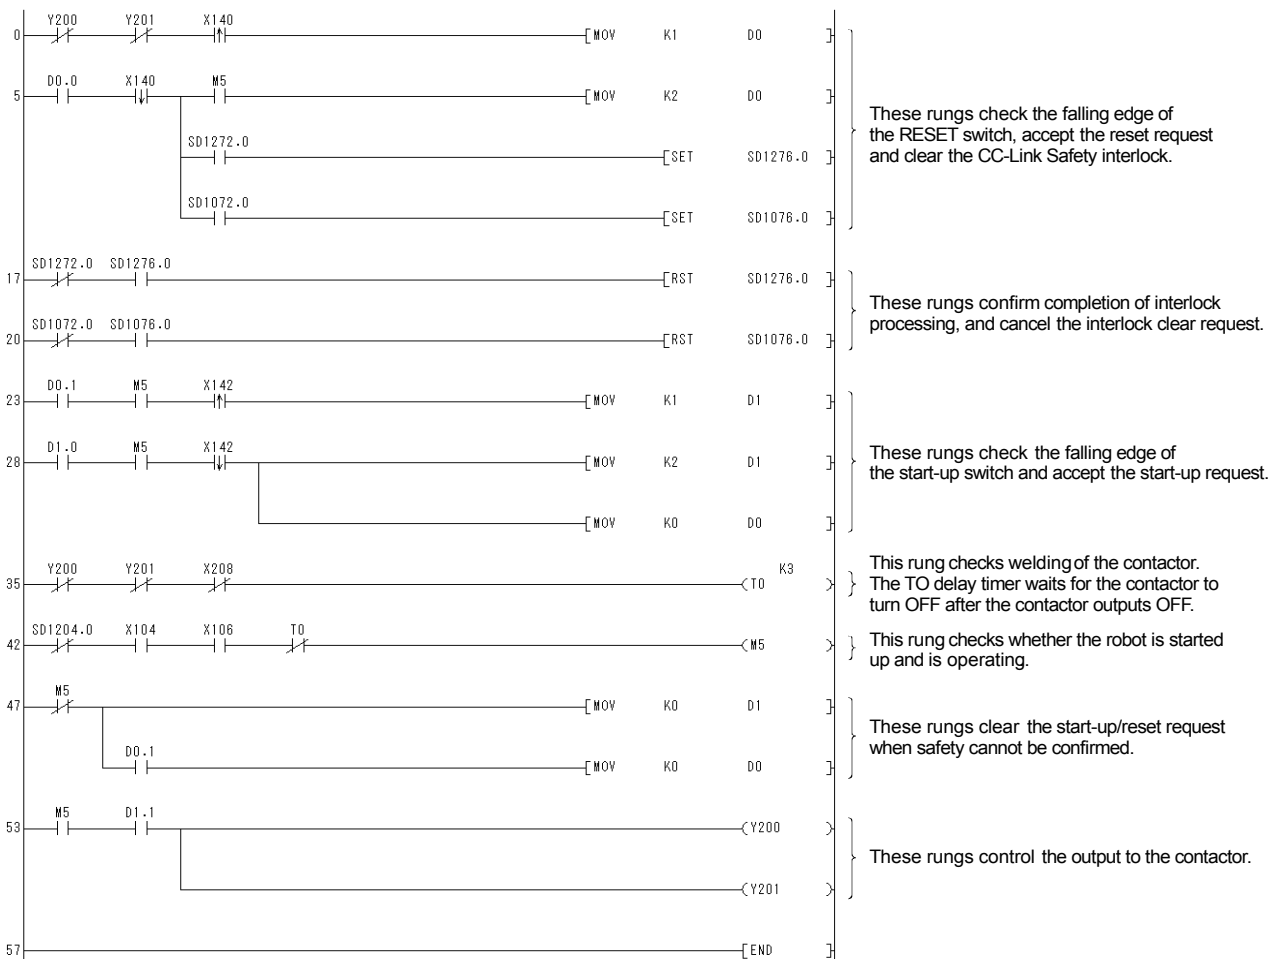 Y200 Y201 X140
0 MOV K1 D0
D0.0 X140 M5
5 MOV K2 D0
These rungs check the falling edge of
the RESET switch, accept the reset request
and clear the CC-Link Safety interlock.
SD1272.0
SET SD1276.0
SD1072.0
SET SD1076.0
SD1272.0 SD1276.0
17 RST SD1276.0
These rungs confirm completion of interlock
processing, and cancel the interlock clear request.
SD1072.0 SD1076.0
20 RST SD1076.0
D0.1 M5 X142
23 MOV K1 D1
D1.0 M5 X142
28 MOV K2 D1
These rungs check the falling edge of
the start-up switch and accept the start-up request.
MOV K0 D0
Y200 Y201 X208 K3
35 T0
This rung checks welding of the contactor.
The TO delay timer waits for the contactor to
turn OFF after the contactor outputs OFF.
SD1204.0 X104 X106 T0
42 M5
This rung checks whether the robot is started
up and is operating.
M5
47 MOV K0 D1
These rungs clear the start-up/reset request
when safety cannot be confirmed.
D0.1
MOV K0 D0
M5 D1.1
53 Y200
These rungs control the output to the contactor.
Y201
57 END